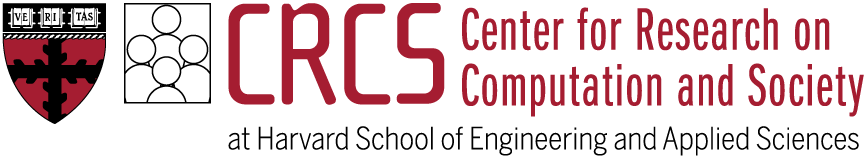 VE RI TAS
CRCS
Center for Research on
Computation and Society
at Harvard School of Engineering and Applied Sciences